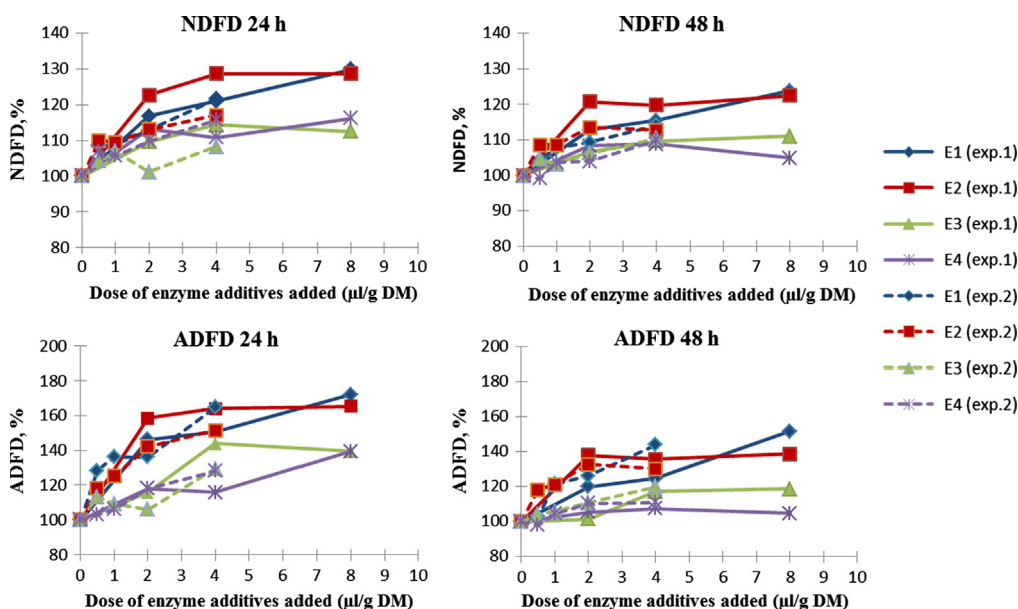 NDFD 24 h
NDFD, %
140
130
120
110
100
90
80
0 1 2 3 4 5 6 7 8 9 10
Dose of enzyme additives added (µl/g DM)
NDFD 48 h
NDFD, %
140
130
120
110
100
90
80
0 1 2 3 4 5 6 7 8 9 10
Dose of enzyme additives added (µl/g DM)
ADFD 24 h
ADFD, %
200
180
160
140
120
100
80
0 1 2 3 4 5 6 7 8 9 10
Dose of enzyme additives added (µl/g DM)
ADFD 48 h
ADFD, %
200
180
160
140
120
100
80
0 1 2 3 4 5 6 7 8 9 10
Dose of enzyme additives added (µl/g DM)
E1 (exp.1)
E2 (exp.1)
E3 (exp.1)
E4 (exp.1)
E1 (exp.2)
E2 (exp.2)
E3 (exp.2)
E4 (exp.2)